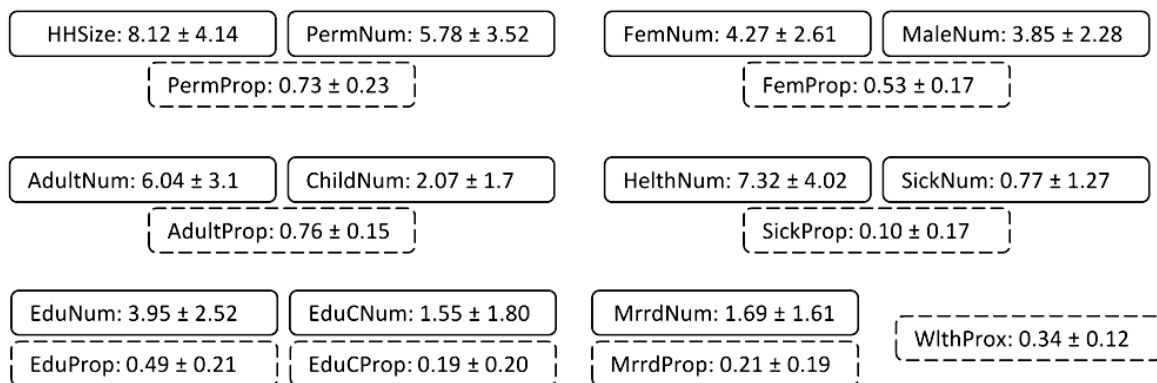 HHSize: 8.12 ± 4.14 PermNum: 5.78 ± 3.52 FemNum: 4.27 ± 2.61 MaleNum: 3.85 ± 2.28
PermProp: 0.73 ± 0.23 FemProp: 0.53 ± 0.17
AdultNum: 6.04 ± 3.1 ChildNum: 2.07 ± 1.7 HelthNum: 7.32 ± 4.02 SickNum: 0.77 ± 1.27
AdultProp: 0.76 ± 0.15 SickProp: 0.10 ± 0.17
EduNum: 3.95 ± 2.52 EduCNum: 1.55 ± 1.80 MrrdNum: 1.69 ± 1.61
WlthProx: 0.34 ± 0.12
EduProp: 0.49 ± 0.21 EduCProp: 0.19 ± 0.20 MrrdProp: 0.21 ± 0.19